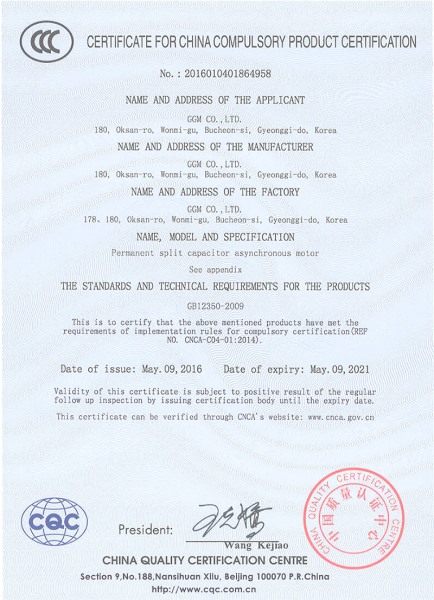 CCC
CERTIFICATE FOR CHINA COMPULSORY PRODUCT CERTIFICATION
No.: 2016010401864958
NAME AND ADDRESS OF THE APPLICANT
GGM CO.,LTD.
180, Oksan-ro, Wonmi-gu, Bucheon-si, Gyeonggi-do, Korea
NAME AND ADDRESS OF THE MANUFACTURER
GGM CO.,LTD.
180, Oksan-ro, Wonmi-gu, Bucheon-si, Gyeonggi-do, Korea
NAME AND ADDRESS OF THE FACTORY
GGM CO.,LTD.
178、180, Oksan-ro, Wonmi-gu, Bucheon-si, Gyeonggi-do, Korea
NAME, MODEL AND SPECIFICATION
Permanent split capacitor asynchronous motor
See appendix
THE STANDARDS AND TECHNICAL REQUIREMENTS FOR THE PRODUCTS
GB12350-2009
This is to certify that the above mentioned products have met the
requirements of implementation rules for compulsory certification(REF
NO. CNCA-C04-01:2014).
Date of issue: May.09,2016 Date of expiry: May.09,2021
Validity of this certificate is subject to positive result of the regular
follow up inspection by issuing certification body until the expiry date.
This certificate can be verified through CNCA's website: www.cnca.gov.cn
CQC
President:
Wang Kejiao
CHINA QUALITY CERTIFICATION CENTRE
中国质量认证中心
CHINA QUALITY CERTIFICATION CENTRE
Section 9,No.188,Nansihuan Xilu, Beijing 100070 P.R.China
http://www.cqc.com.cn